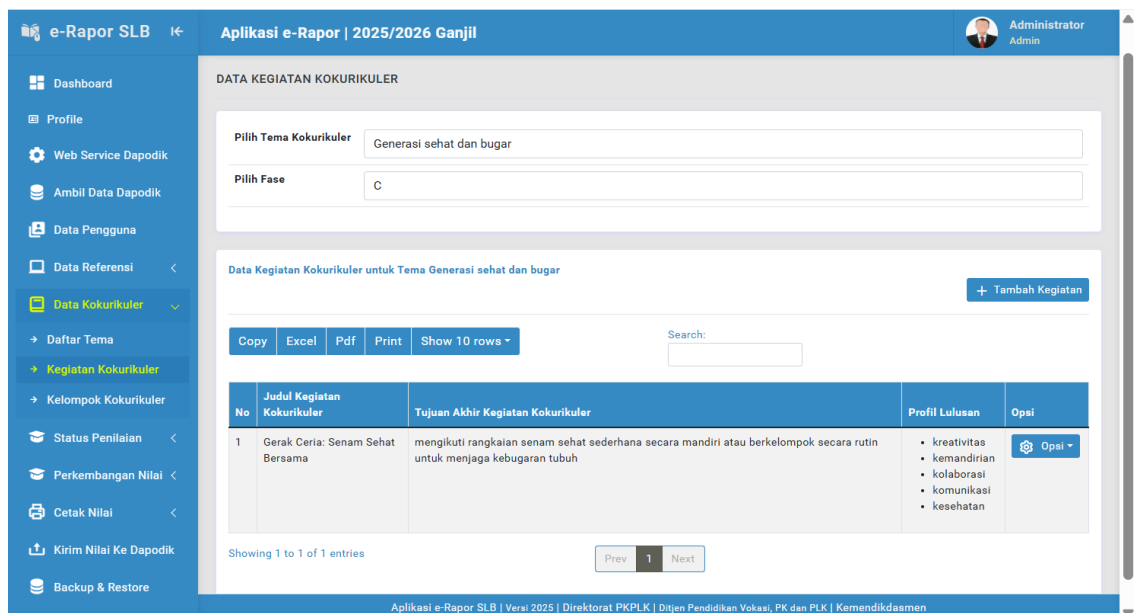 e-Rapor SLB
Aplikasi e-Rapor | 2025/2026 Ganjil
Administrator
Admin
Dashboard
Profile
Web Service Dapodik
Ambil Data Dapodik
Data Pengguna
Data Referensi
Data Kokurikuler
Daftar Tema
Kegiatan Kokurikuler
Kelompok Kokurikuler
Status Penilaian
Perkembangan Nilai
Cetak Nilai
Kirim Nilai Ke Dapodik
Backup & Restore
DATA KEGIATAN KOKURIKULER
Pilih Tema Kokurikuler
Generasi sehat dan bugar
Pilih Fase
C
Data Kegiatan Kokurikuler untuk Tema Generasi sehat dan bugar
+ Tambah Kegiatan
Copy Excel Pdf Print Show 10 rows
Search:
No Judul Kegiatan Kokurikuler Tujuan Akhir Kegiatan Kokurikuler Profil Lulusan Opsi
1 Gerak Ceria: Senam Sehat
Bersama
mengikuti rangkaian senam sehat sederhana secara mandiri atau berkelompok secara rutin
untuk menjaga kebugaran tubuh
• kreativitas
• kemandirian
• kolaborasi
• komunikasi
• kesehatan
Opsi
Showing 1 to 1 of 1 entries
Prev 1 Next
Aplikasi e-Rapor SLB | Versi 2025 | Direktorat PKPLK | Ditjen Pendidikan Vokasi, PK dan PLK | Kemendikdasmen